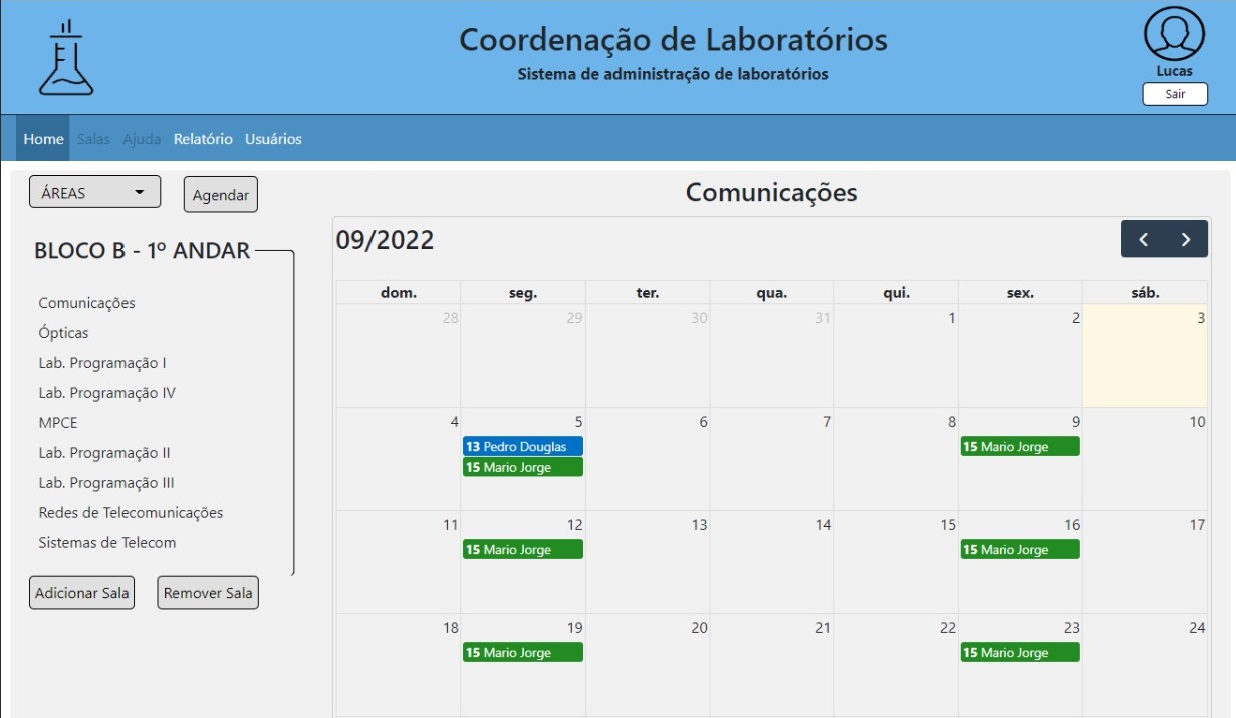 Coordenação de Laboratórios
Sistema de administração de laboratórios
Lucas
Sair
Home Salas Ajuda Relatório Usuários
ÁREAS
Agendar
BLOCO B - 1º ANDAR
Comunicações
Ópticas
Lab. Programação I
Lab. Programação IV
MPCE
Lab. Programação II
Lab. Programação III
Redes de Telecomunicações
Sistemas de Telecom
Adicionar Sala
Remover Sala
Comunicações
09/2022
dom. seg. ter. qua. qui. sex. sáb.
28 29 30 31 1 2 3
4 5 6 7 8 9 10
13 Pedro Douglas
15 Mario Jorge
15 Mario Jorge
11 12 13 14 15 16 17
15 Mario Jorge
15 Mario Jorge
18 19 20 21 22 23 24
15 Mario Jorge
15 Mario Jorge